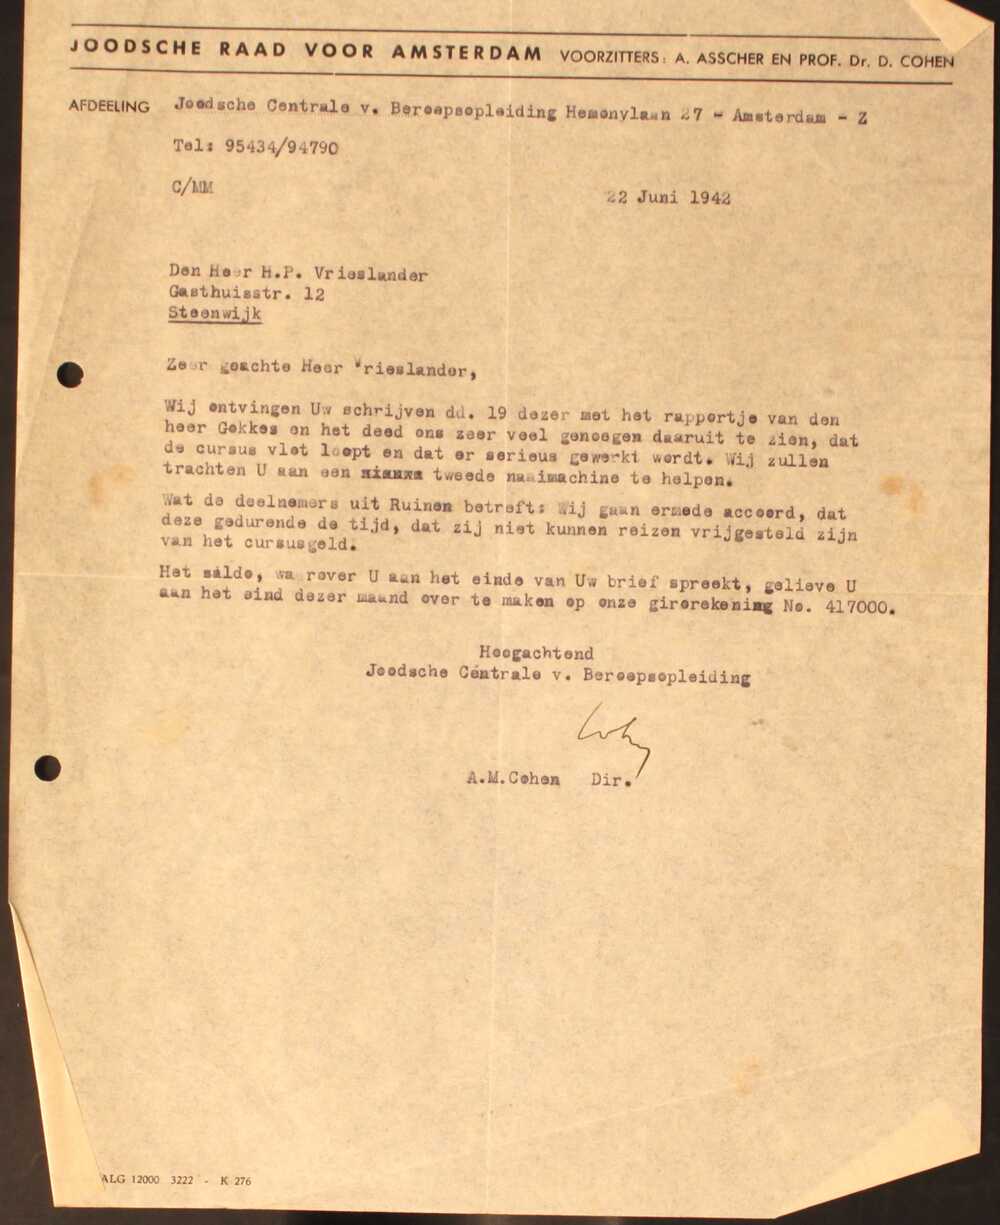 JOODSCHE RAAD VOOR AMSTERDAM VOORZITTERS: A. ASSCHER EN PROF. Dr. D. COHEN
AFDEELING Joodsche Centrale v. Beroepsopleiding Hemonylaan 27 - Amsterdam - Z
Tel: 95434/94790
C/MM
22 Juni 1942
Den Heer H.P. Vrieslander
Gasthuisstr. 12
Steenwijk
Zeer geachte Heer Vrieslander,
Wij ontvingen Uw schrijven dd. 19 dezer met het rapportje van den
heer Gokkes en het deed ons zeer veel genoegen daaruit te zien, dat
de cursus vlot loopt en dat er serieus gewerkt wordt. Wij zullen
trachten U aan een tweede naaimachine te helpen.
Wat de deelnemers uit Ruinen betreft: Wij gaan ermede accoord, dat
deze gedurende de tijd, dat zij niet kunnen reizen vrijgesteld zijn
van het cursusgeld.
Het saldo, waarover U aan het einde van Uw brief spreekt, gelieve U
aan het eind dezer maand over te maken op onze girorekening No. 417000.
Hoogachtend
Joodsche Centrale v. Beroepsopleiding
Cohen
A.M.Cohen Dir.
ALG 12000 3222 - K 276